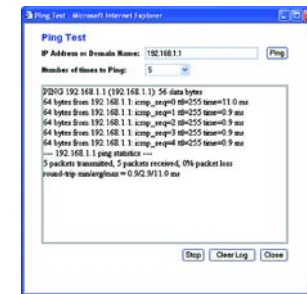 Ping Test - Microsoft Internet Explorer
Ping Test
IP Address or Domain Name: 192.168.1.1 Ping
Number of times to Ping: 5
PING 192.168.1.1 (192.168.1.1): 56 data bytes
64 bytes from 192.168.1.1: icmp_seq=0 ttl=255 time=11.0 ms
64 bytes from 192.168.1.1: icmp_seq=1 ttl=255 time=0.9 ms
64 bytes from 192.168.1.1: icmp_seq=2 ttl=255 time=0.9 ms
64 bytes from 192.168.1.1: icmp_seq=3 ttl=255 time=0.9 ms
64 bytes from 192.168.1.1: icmp_seq=4 ttl=255 time=0.9 ms
--- 192.168.1.1 ping statistics ---
5 packets transmitted, 5 packets received, 0% packet loss
round-trip min/avg/max = 0.9/2.9/11.0 ms
Stop Clear Log Close